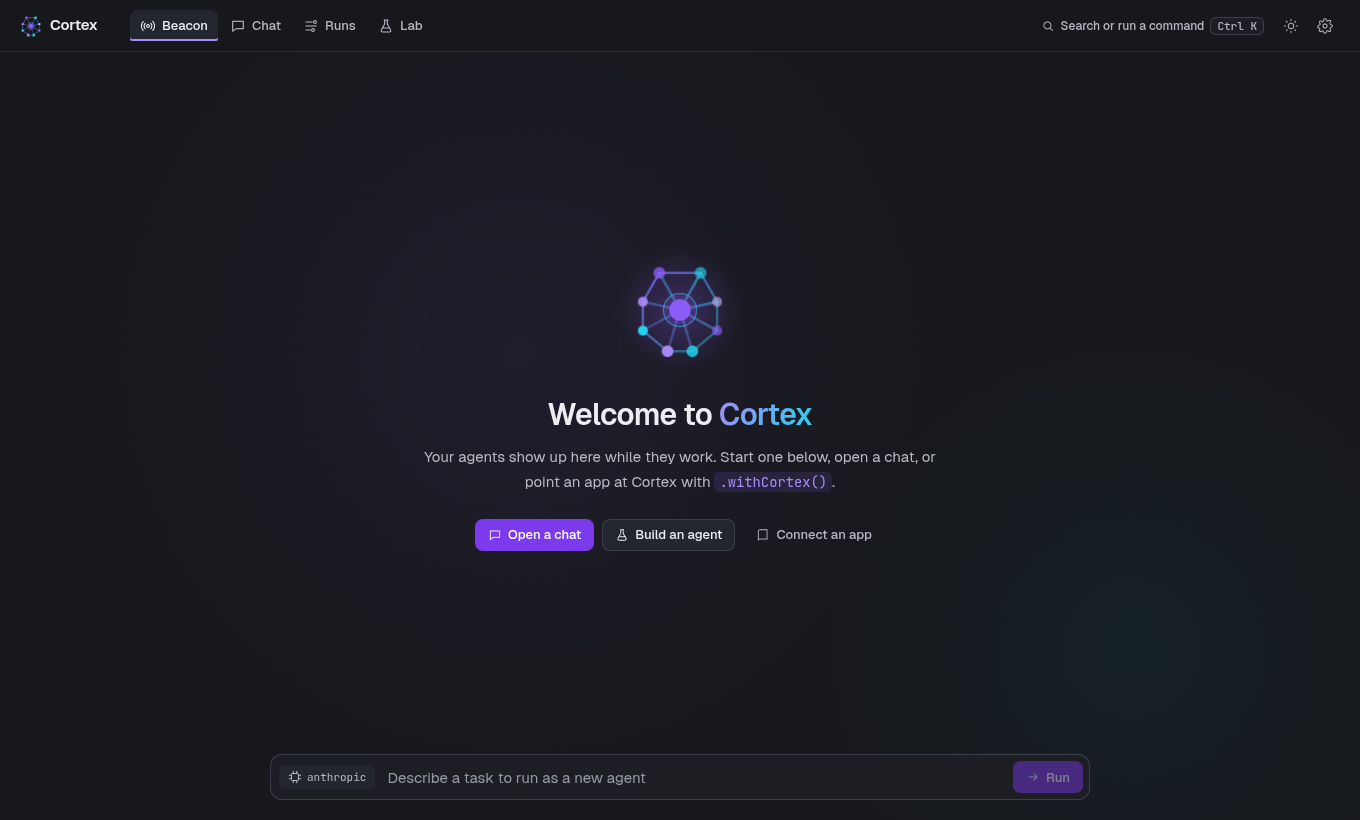 Cortex
Beacon
Chat
Runs
Lab
Search or run a command Ctrl K
Welcome to Cortex
Your agents show up here while they work. Start one below, open a chat, or
point an app at Cortex with .withCortex().
Open a chat
Build an agent
Connect an app
anthropic
Describe a task to run as a new agent
Run